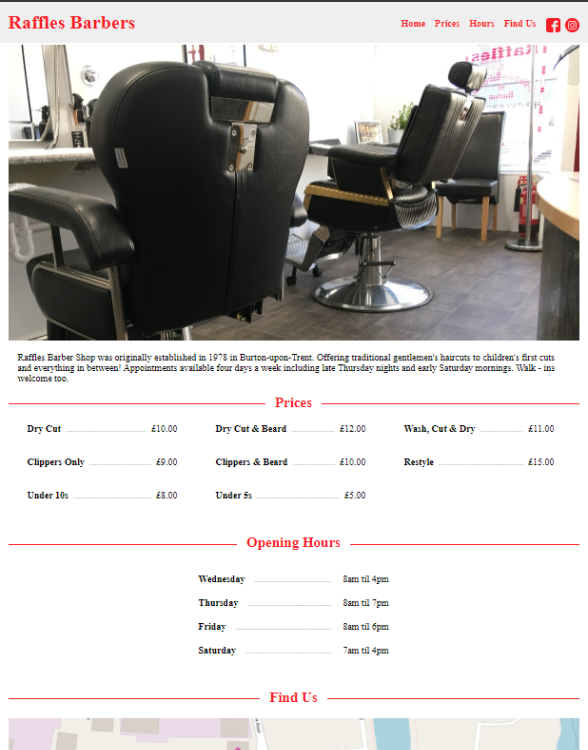 Raffles Barbers
Home Prices Hours Find Us
Raffles
Raffles Barber Shop was originally established in 1978 in Burton-upon-Trent. Offering traditional gentlemen's haircuts to children's first cuts
and everything in between! Appointments available four days a week including late Thursday nights and early Saturday mornings. Walk - ins
welcome too.
Prices
Dry Cut £10.00 Dry Cut & Beard £12.00 Wash, Cut & Dry £11.00
Clippers Only £9.00 Clippers & Beard £10.00 Restyle £15.00
Under 10s £8.00 Under 5s £5.00
Opening Hours
Wednesday 8am til 4pm
Thursday 8am til 7pm
Friday 8am til 6pm
Saturday 7am til 4pm
Find Us